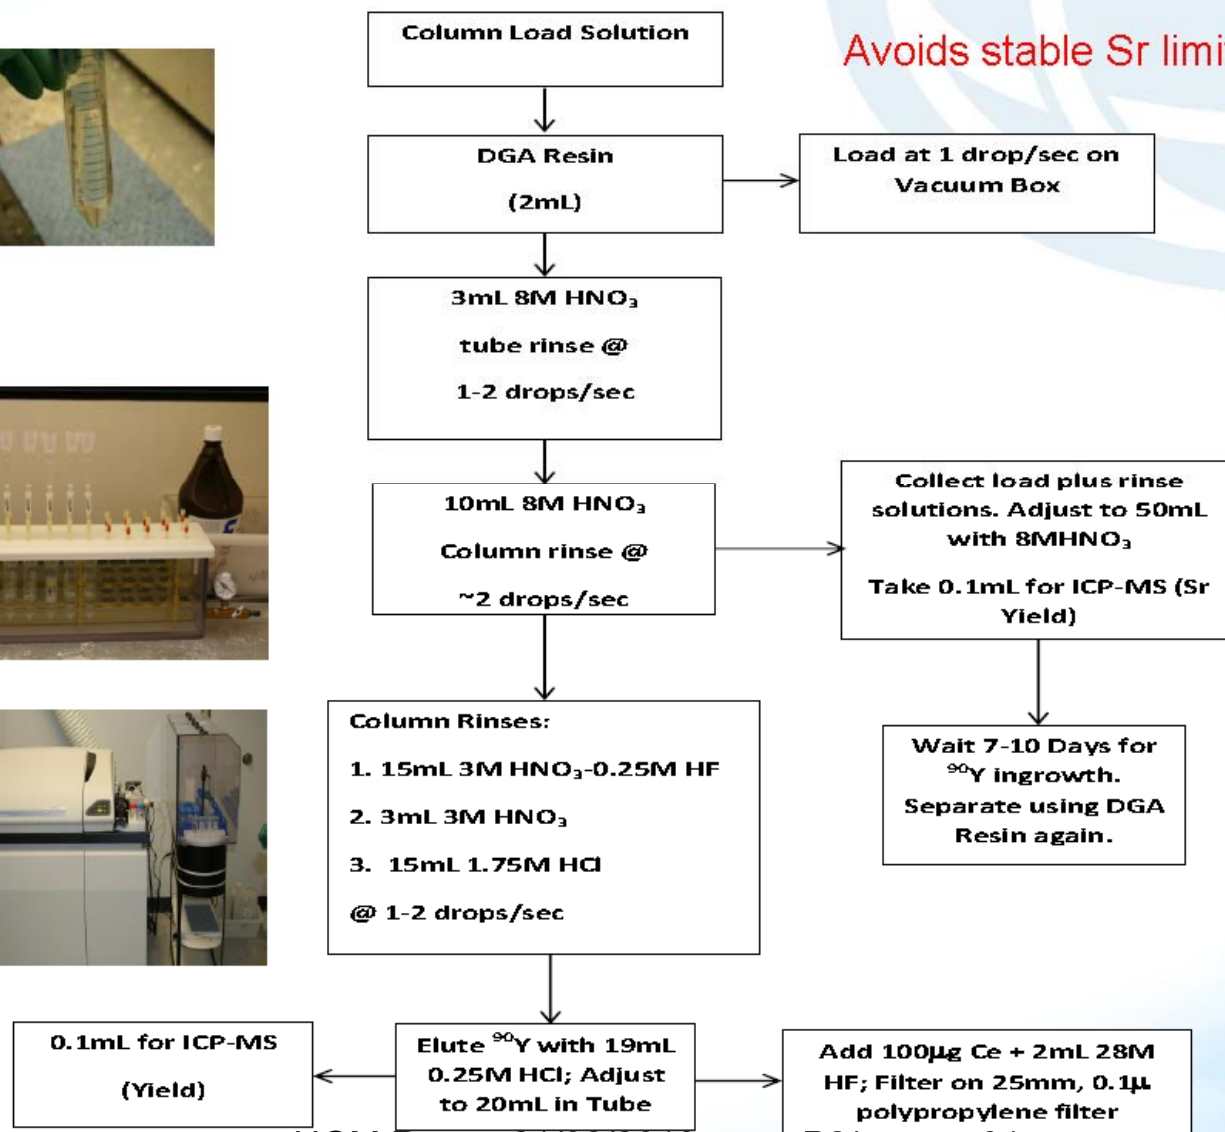 Avoids stable Sr limi
Column Load Solution
DGA Resin
(2mL)
Load at 1 drop/sec on
Vacuum Box
3mL 8M HNO₃
tube rinse @
1-2 drops/sec
10mL 8M HNO₃
Column rinse @
~2 drops/sec
Collect load plus rinse
solutions. Adjust to 50mL
with 8MHNO₃
Take 0.1mL for ICP-MS (Sr
Yield)
Wait 7-10 Days for
⁹⁰Y ingrowth.
Separate using DGA
Resin again.
Column Rinses:
1. 15mL 3M HNO₃-0.25M HF
2. 3mL 3M HNO₃
3. 15mL 1.75M HCl
@ 1-2 drops/sec
0.1mL for ICP-MS
(Yield)
Elute ⁹⁰Y with 19mL
0.25M HCl; Adjust
to 20mL in Tube
Add 100µg Ce + 2mL 28M
HF; Filter on 25mm, 0.1µ
polypropylene filter